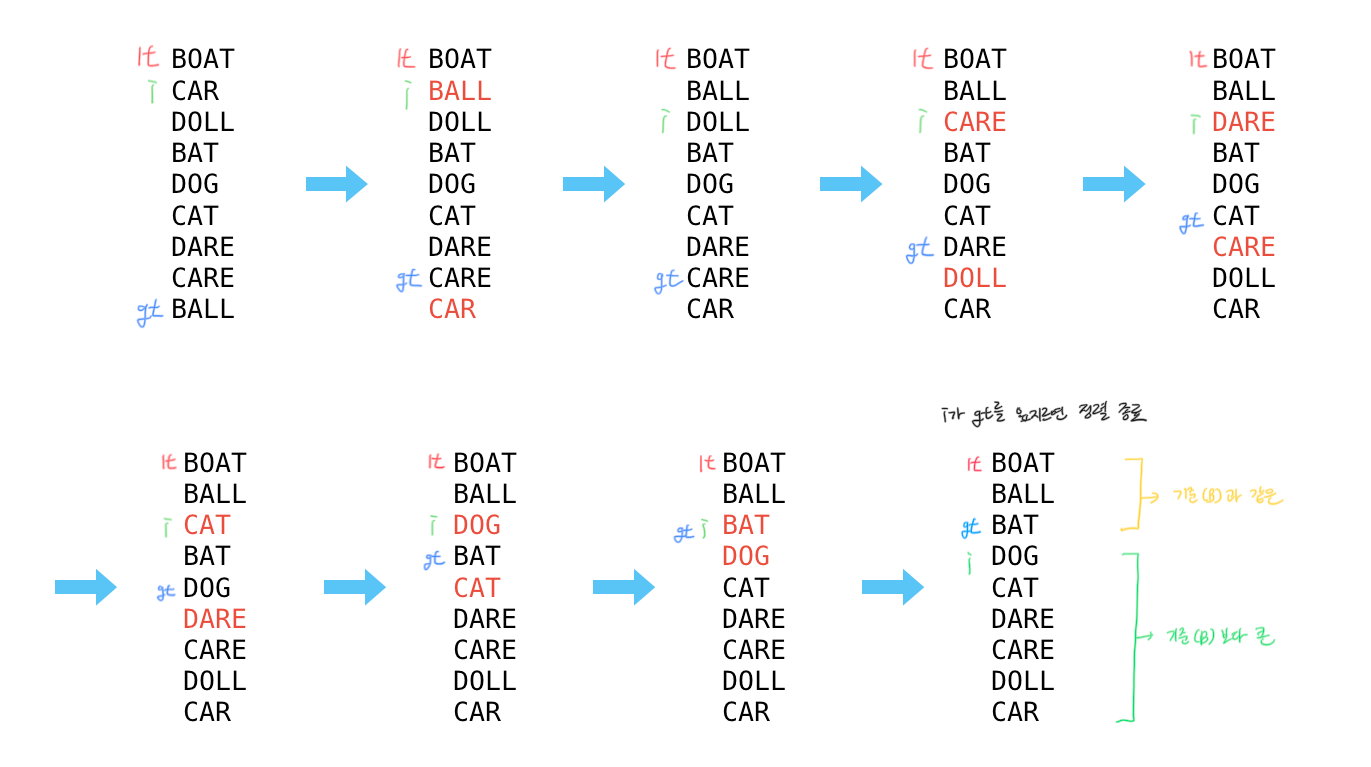 lt BOAT
i CAR
DOLL
BAT
DOG
CAT
DARE
CARE
gt BALL
lt BOAT
i BALL
DOLL
BAT
DOG
CAT
DARE
gt CARE
CAR
lt BOAT
BALL
i DOLL
BAT
DOG
CAT
DARE
gt CARE
CAR
lt BOAT
BALL
i CARE
BAT
DOG
CAT
gt DARE
DOLL
CAR
lt BOAT
BALL
i DARE
BAT
DOG
gt CAT
CARE
DOLL
CAR
lt BOAT
BALL
i CAT
BAT
gt DOG
DARE
CARE
DOLL
CAR
lt BOAT
BALL
i DOG
gt BAT
CAT
DARE
CARE
DOLL
CAR
lt BOAT
BALL
gt i BAT
DOG
CAT
DARE
CARE
DOLL
CAR
i가 gt를 앞지르면 정렬 종료
lt BOAT
BALL
gt BAT
i DOG
CAT
DARE
CARE
DOLL
CAR
기준(B)과 같은
기준(B)보다 큰